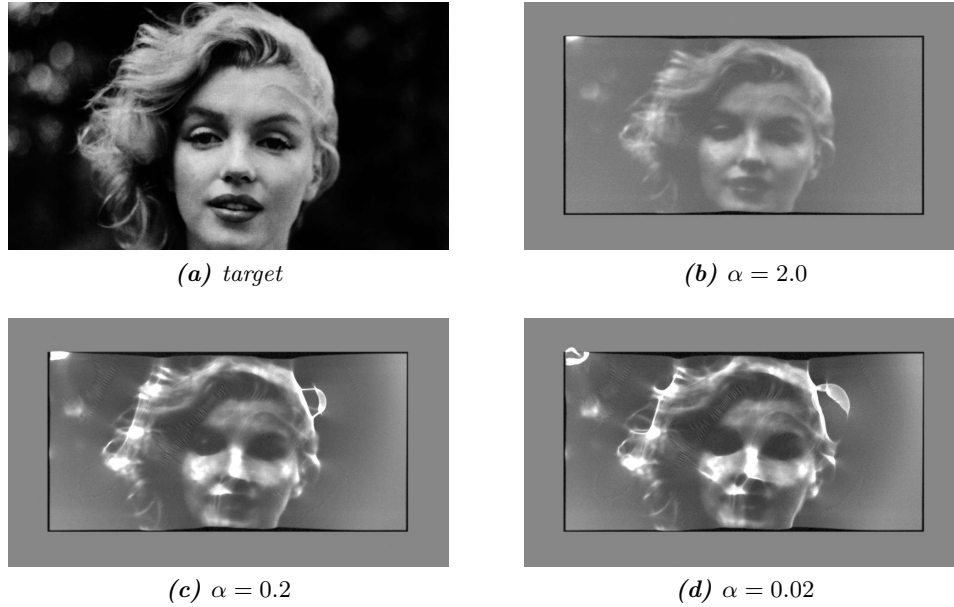 (a) target
(b) α = 2.0
(c) α = 0.2
(d) α = 0.02